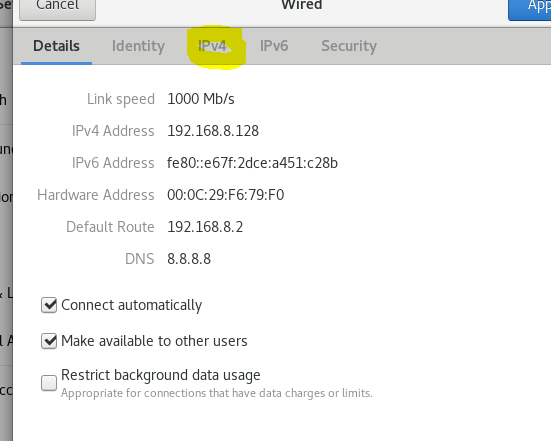 Cancel
Wired
App
Details Identity IPv4 IPv6 Security
Link speed 1000 Mb/s
IPv4 Address 192.168.8.128
IPv6 Address fe80::e67f:2dce:a451:c28b
Hardware Address 00:0C:29:F6:79:F0
Default Route 192.168.8.2
DNS 8.8.8.8
Connect automatically
Make available to other users
Restrict background data usage
Appropriate for connections that have data charges or limits.